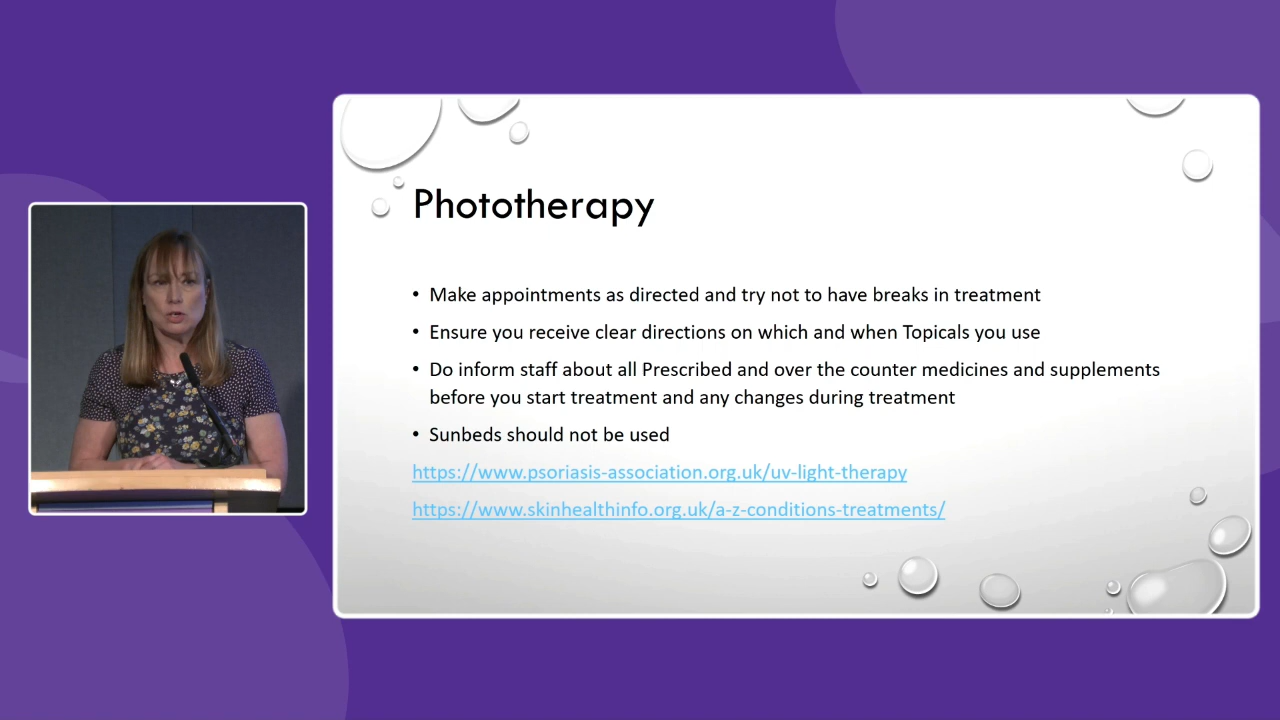 Phototherapy
• Make appointments as directed and try not to have breaks in treatment
• Ensure you receive clear directions on which and when Topicals you use
• Do inform staff about all Prescribed and over the counter medicines and supplements
before you start treatment and any changes during treatment
• Sunbeds should not be used
https://www.psoriasis-association.org.uk/uv-light-therapy
https://www.skinhealthinfo.org.uk/a-z-conditions-treatments/